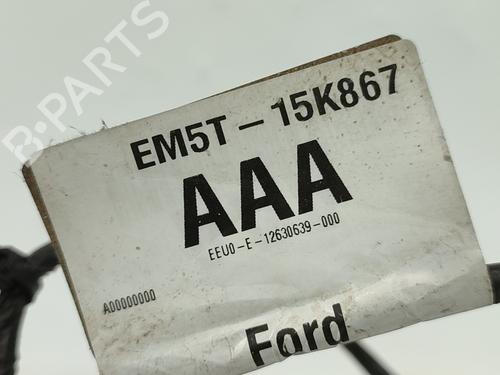 B-PARTS
EM5T-15K867
AAA
EEU0-E-12630639-000
A00000000
Ford